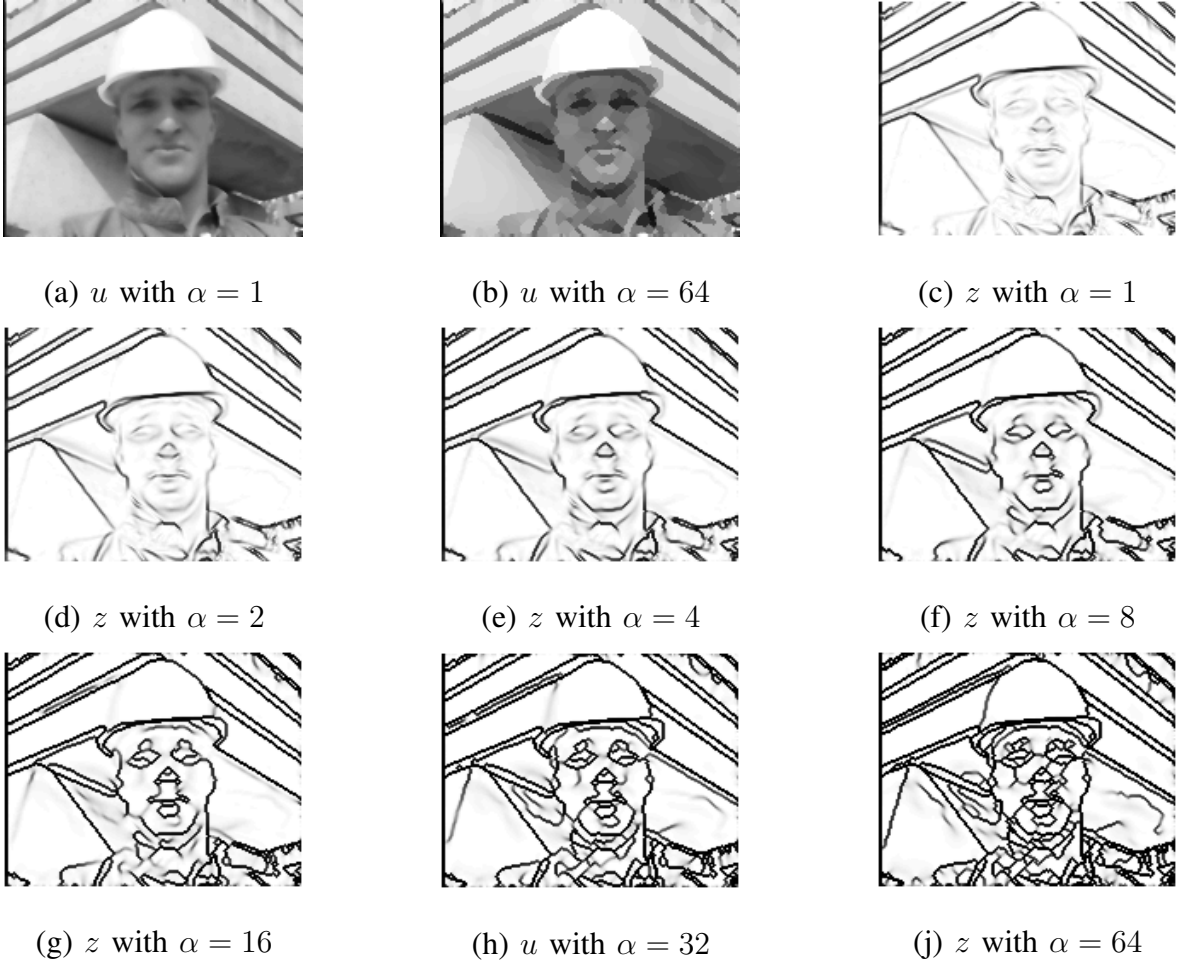 (a) u with α = 1
(b) u with α = 64
(c) z with α = 1
(d) z with α = 2
(e) z with α = 4
(f) z with α = 8
(g) z with α = 16
(h) u with α = 32
(j) z with α = 64